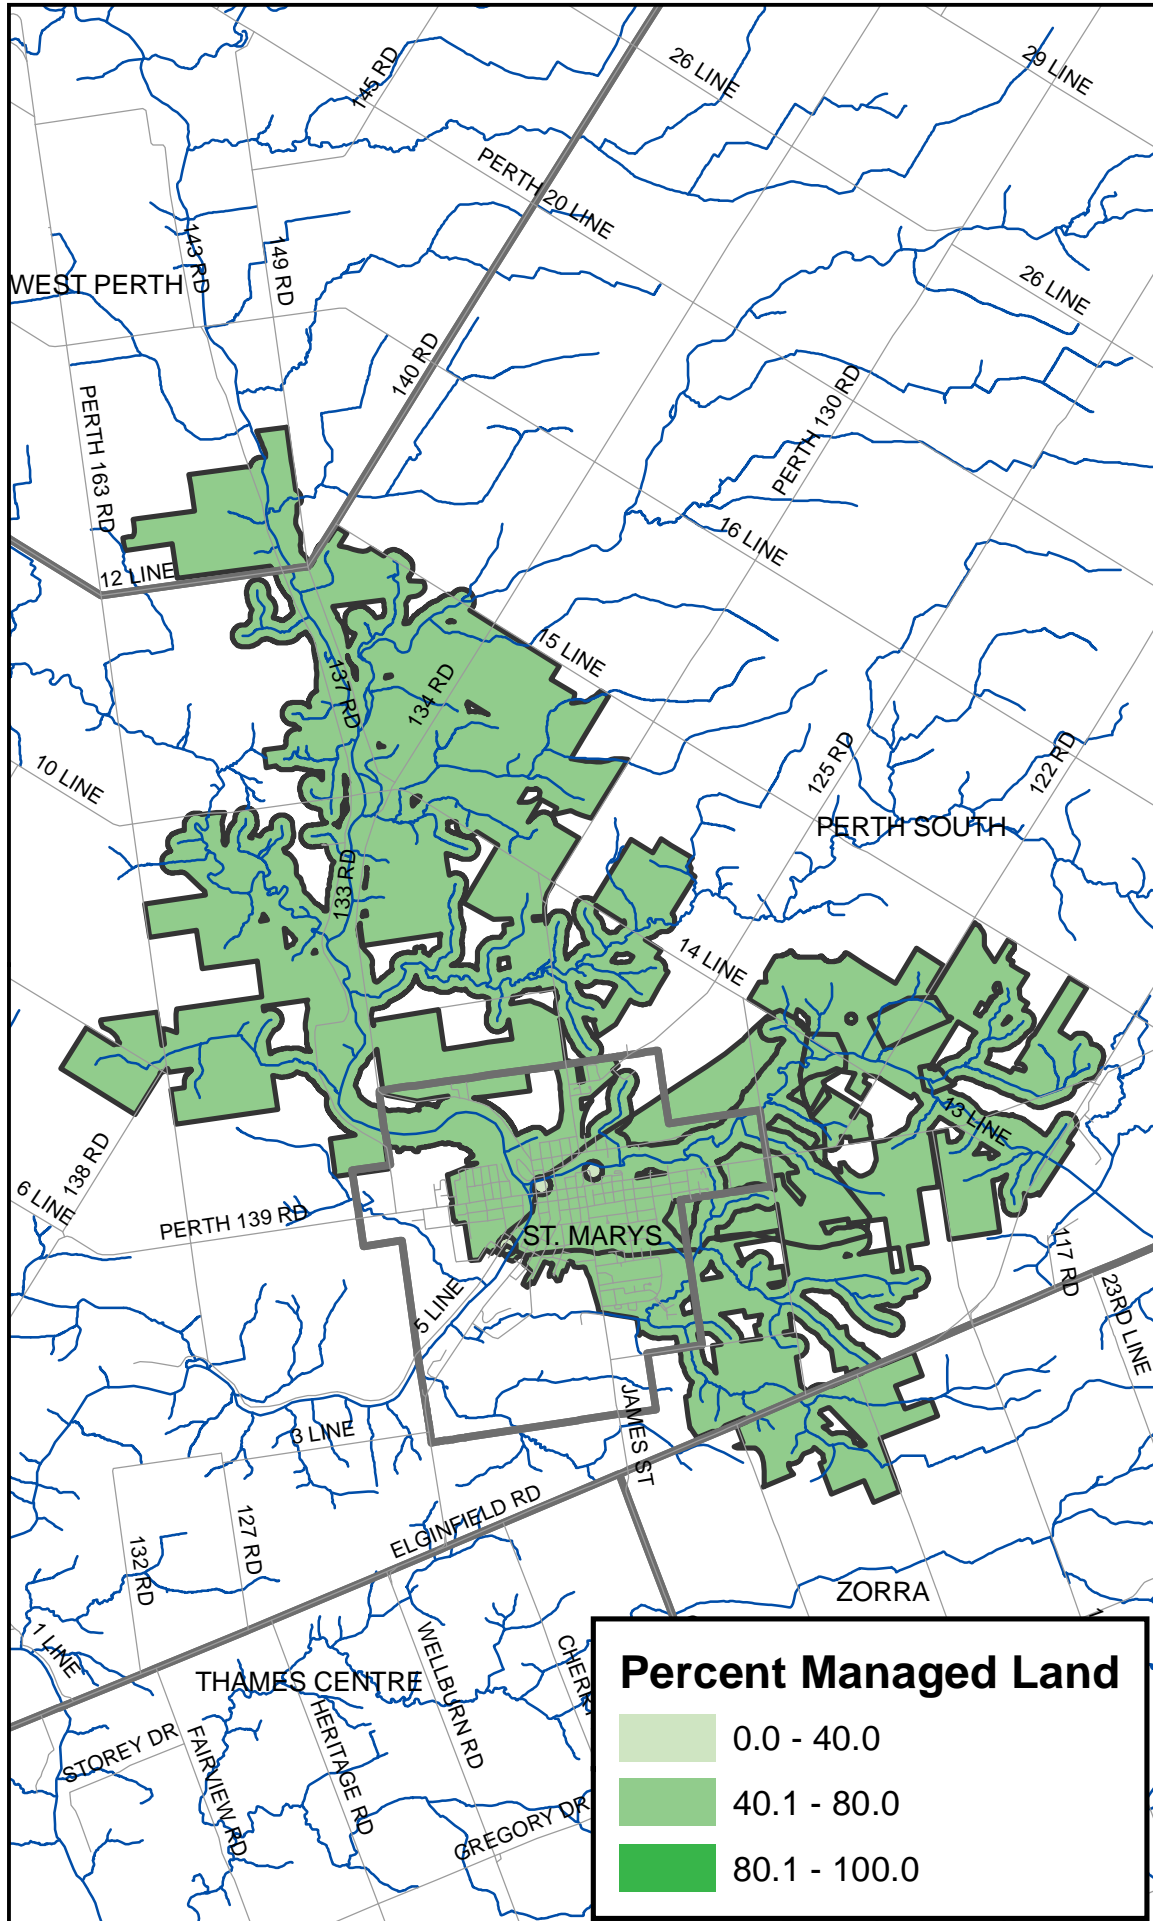 26 LINE
29 LINE
145 RD
PERTH 20 LINE
143 RD
149 RD
WEST PERTH
26 LINE
140 RD
PERTH 130 RD
PERTH 163 RD
16 LINE
12 LINE
15 LINE
137 RD
134 RD
10 LINE
125 RD
122 RD
PERTH SOUTH
133 RD
14 LINE
13 LINE
138 RD
6 LINE
PERTH 139 RD
ST. MARYS
117 RD
23RD LINE
5 LINE
JAMES ST
3 LINE
ELGINFIELD RD
127 RD
132 RD
ZORRA
1 LINE
THAMES CENTRE
WELLBURN RD
HERITAGE RD
STOREY DR
FAIRVIEW RD
GREGORY DR
Percent Managed Land
0.0 - 40.0
40.1 - 80.0
80.1 - 100.0